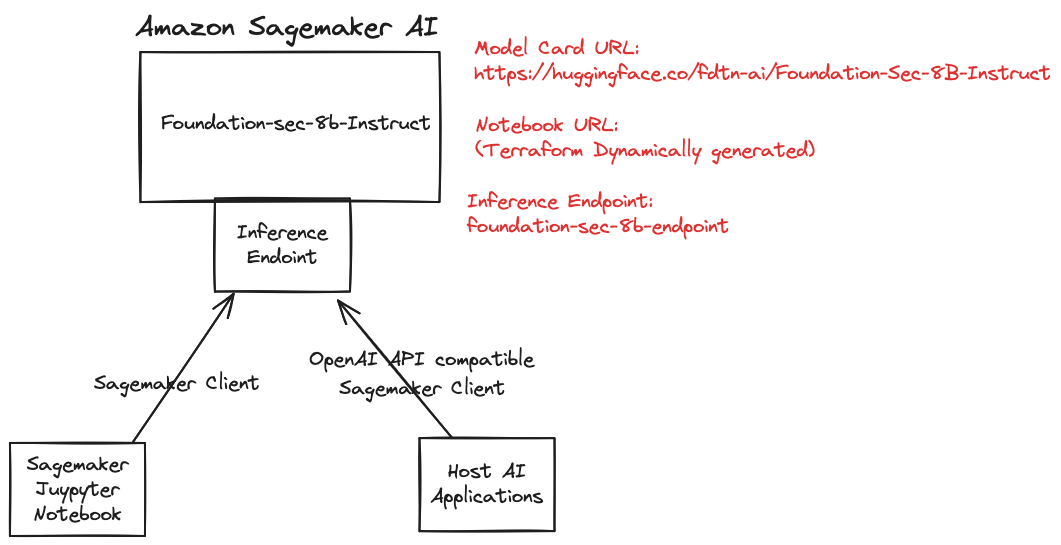 Amazon Sagemaker AI
Foundation-sec-8b-Instruct
Inference
Endoint
Model Card URL:
https://huggingface.co/fdtn-ai/Foundation-Sec-8B-Instruct
Notebook URL:
(Terraform Dynamically generated)
Inference Endpoint:
foundation-sec-8b-endpoint
Sagemaker Client
OpenAI API compatible
Sagemaker Client
Sagemaker
Juypyter
Notebook
Host AI
Applications